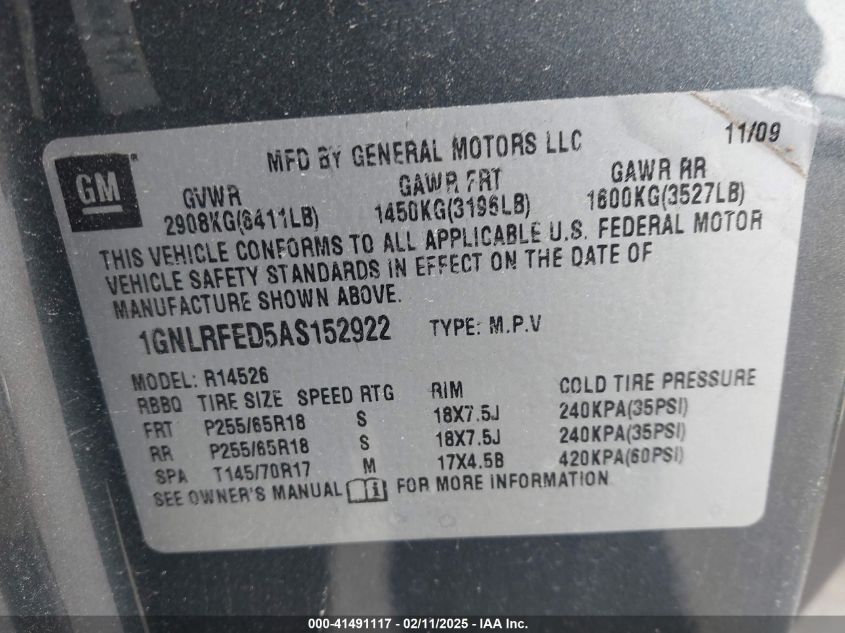 11/09
MFD BY GENERAL MOTORS LLC
GM
GVWR GAWR FRT GAWR RR
2908KG(6411LB) 1450KG(3196LB) 1600KG(3527LB)
THIS VEHICLE CONFORMS TO ALL APPLICABLE U.S. FEDERAL MOTOR
VEHICLE SAFETY STANDARDS IN EFFECT ON THE DATE OF
MANUFACTURE SHOWN ABOVE.
1GNLRFED5AS152922 TYPE: M.P.V
MODEL: R14526
RBBQ TIRE SIZE SPEED RTG RIM COLD TIRE PRESSURE
FRT P255/65R18 S 18X7.5J 240KPA(35PSI)
RR P255/65R18 S 18X7.5J 240KPA(35PSI)
SPA T145/70R17 M 17X4.5B 420KPA(60PSI)
SEE OWNER'S MANUAL FOR MORE INFORMATION
000-41491117 - 02/11/2025 - IAA Inc.